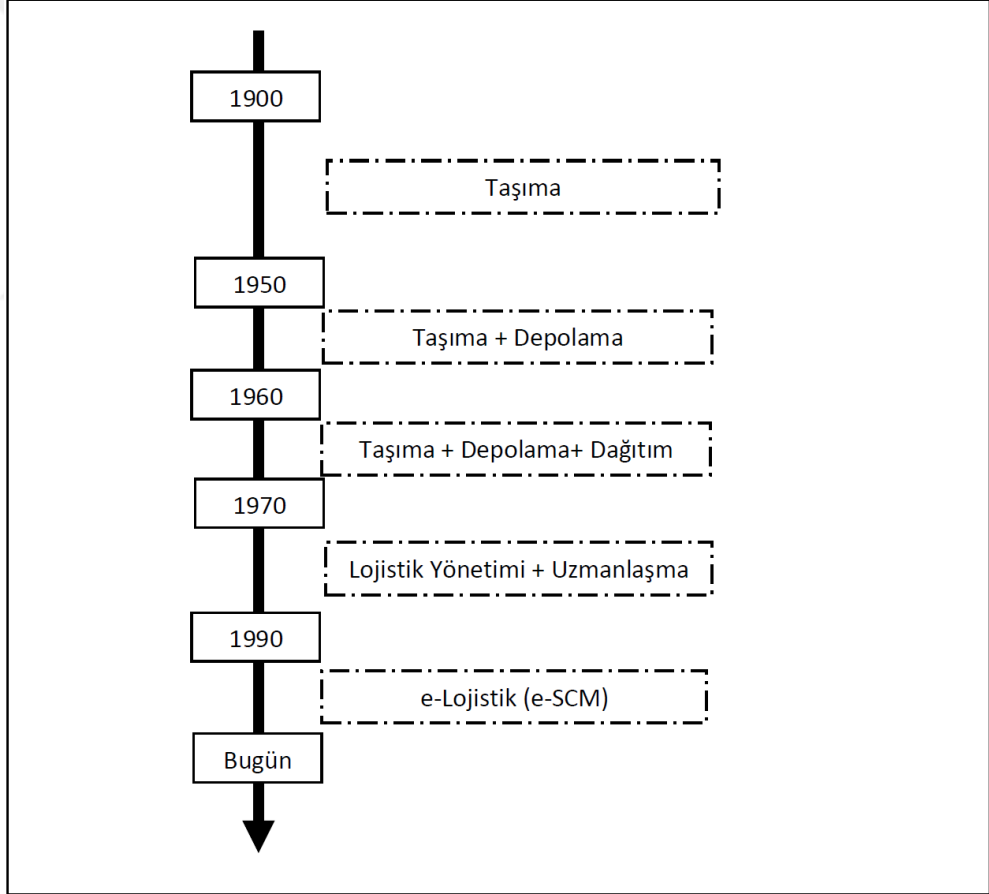 1900
Taşıma
1950
Taşıma + Depolama
1960
Taşıma + Depolama+ Dağıtım
1970
Lojistik Yönetimi + Uzmanlaşma
1990
e-Lojistik (e-SCM)
Bugün